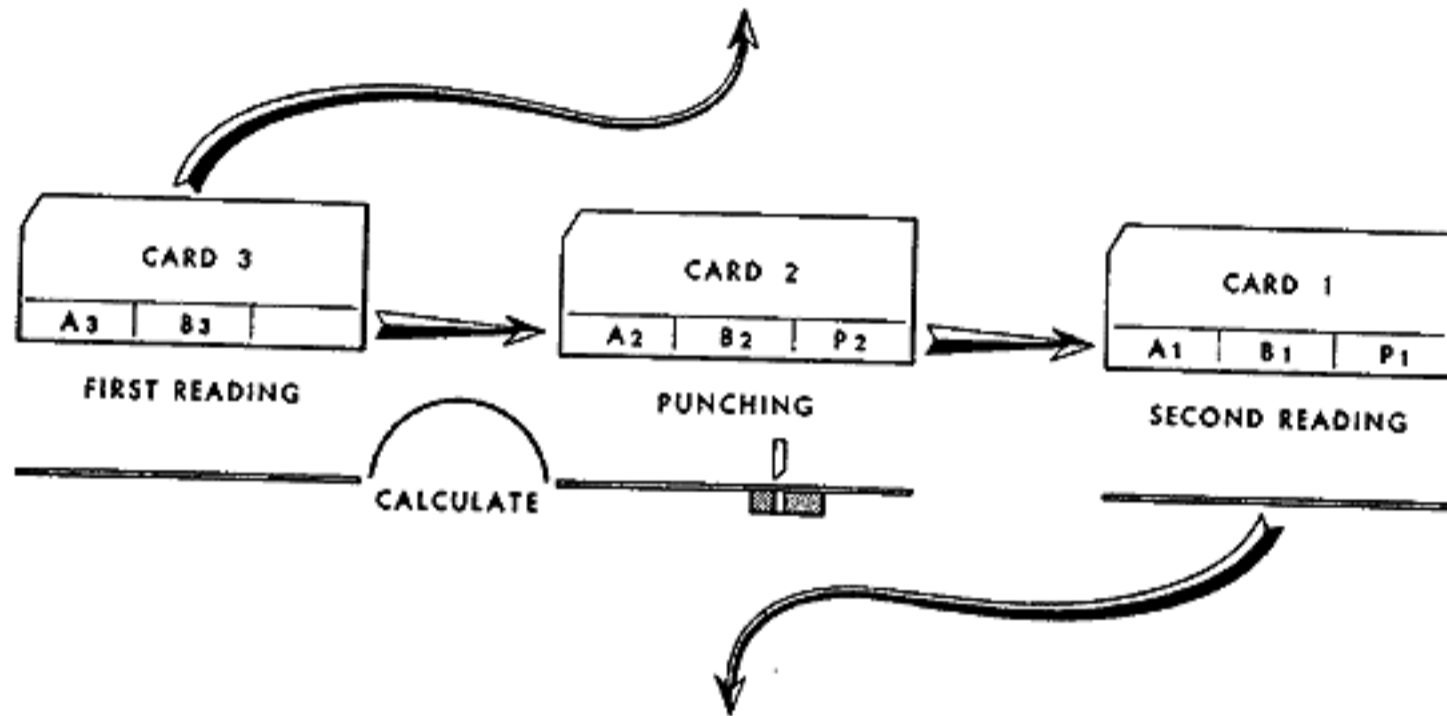 CARD 3
A3 B3
FIRST READING
CALCULATE
CARD 2
A2 B2 P2
PUNCHING
CARD 1
A1 B1 P1
SECOND READING